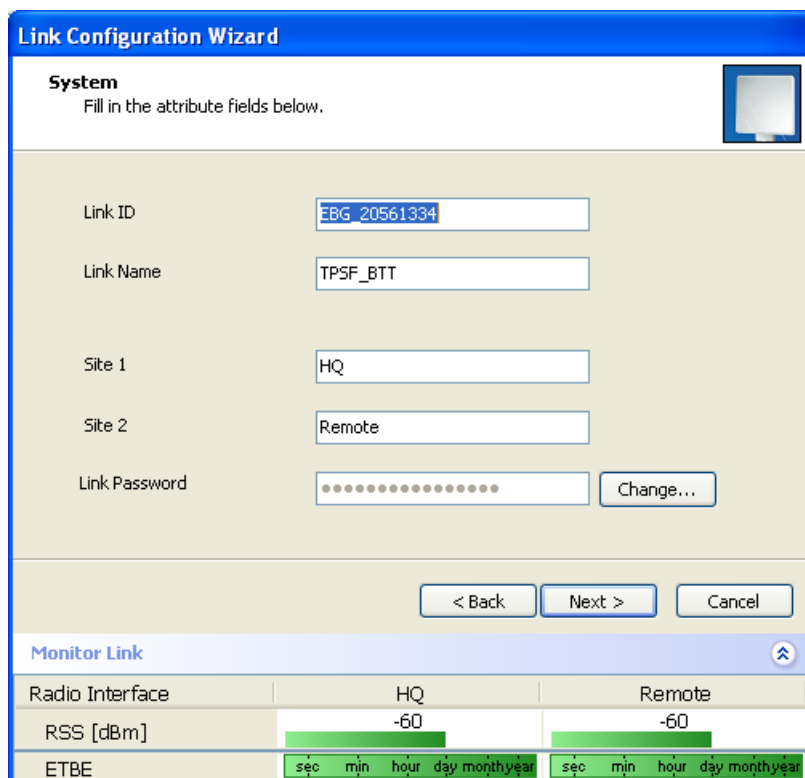 Link Configuration Wizard
System
Fill in the attribute fields below.
Link ID EBG_20561334
Link Name TPSF_BTT
Site 1 HQ
Site 2 Remote
Link Password ●●●●●●●●●●●●●●●● Change...
< Back Next > Cancel
Monitor Link
Radio Interface HQ Remote
RSS [dBm] -60 -60
ETBE sec min hour day month year sec min hour day month year